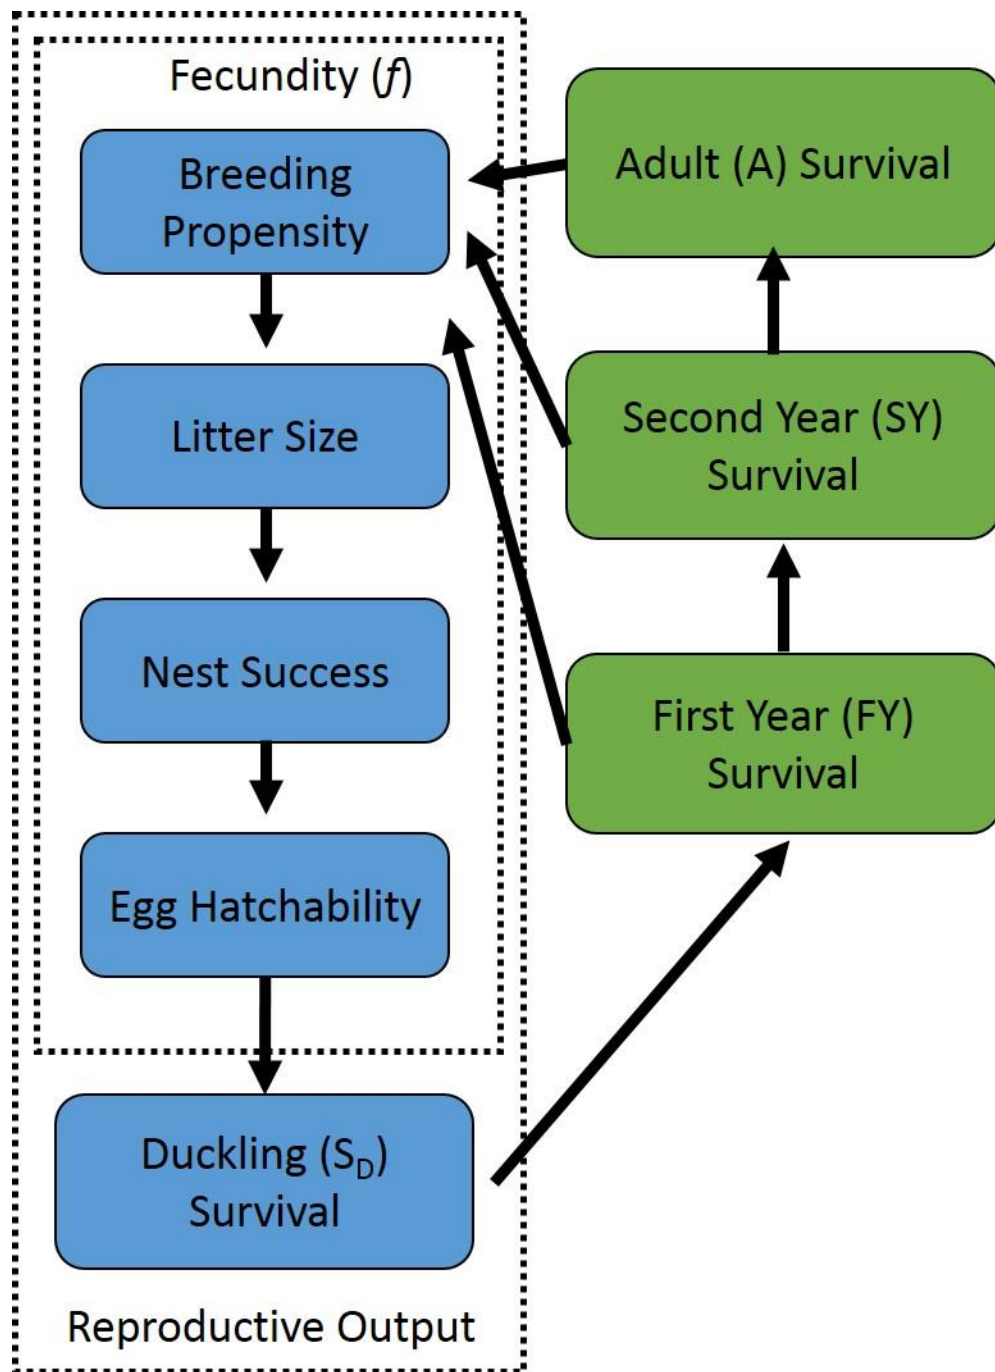 Fecundity (f)
Breeding
Propensity
Litter Size
Nest Success
Egg Hatchability
Duckling (S_D)
Survival
Reproductive Output
Adult (A) Survival
Second Year (SY)
Survival
First Year (FY)
Survival